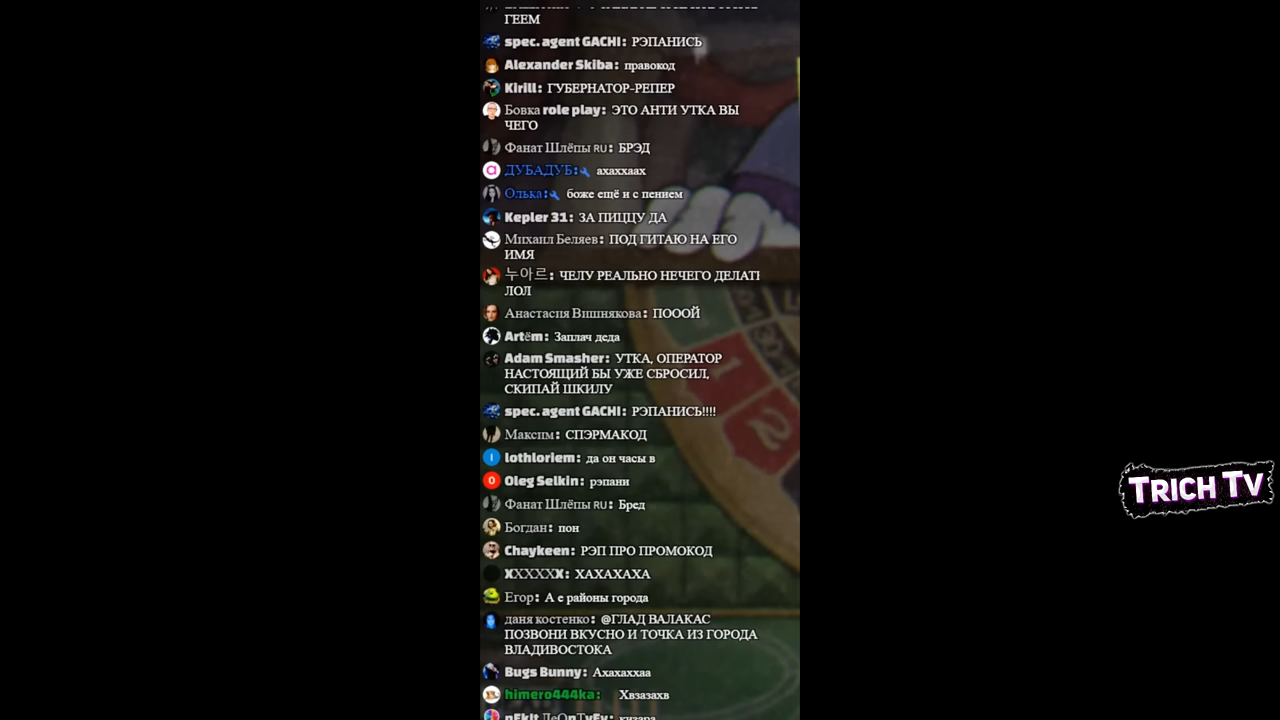 ГЕЕМ
spec. agent GACHI: РЭПАНИСЬ
Alexander Skiba: правокод
Kirill: ГУБЕРНАТОР-РЕПЕР
Бовка role play: ЭТО АНТИ УТКА ВЫ
ЧЕГО
Фанат Шлёпы RU: БРЭД
ДУБАДУБ: ахаххаах
Олька: боже ещё и с пением
Kepler 31: ЗА ПИЦЦУ ДА
Михаил Беляев: ПОД ГИТАЮ НА ЕГО
ИМЯ
누아르: ЧЕЛУ РЕАЛЬНО НЕЧЕГО ДЕЛАТЬ
ЛОЛ
Анастасия Вишнякова: ПОООЙ
Artём: Заплач деда
Adam Smasher: УТКА, ОПЕРАТОР
НАСТОЯЩИЙ БЫ УЖЕ СБРОСИЛ,
СКИПАЙ ШКИЛУ
spec. agent GACHI: РЭПАНИСЬ!!!!
Максим: СПЭРМАКОД
lothloriem: да он часы в
Oleg Selkin: рэпани
Фанат Шлёпы RU: Бред
Богдан: пон
Chaykeen: РЭП ПРО ПРОМОКОД
XXXXXX: ХАХАХАХА
Егор: А е районы города
даня костенко: @ГЛАД ВАЛАКАС
ПОЗВОНИ ВКУСНО И ТОЧКА ИЗ ГОРОДА
ВЛАДИВОСТОКА
Bugs Bunny: Ахахаххаа
himero444ka: Хвзазахв
TRICH TV